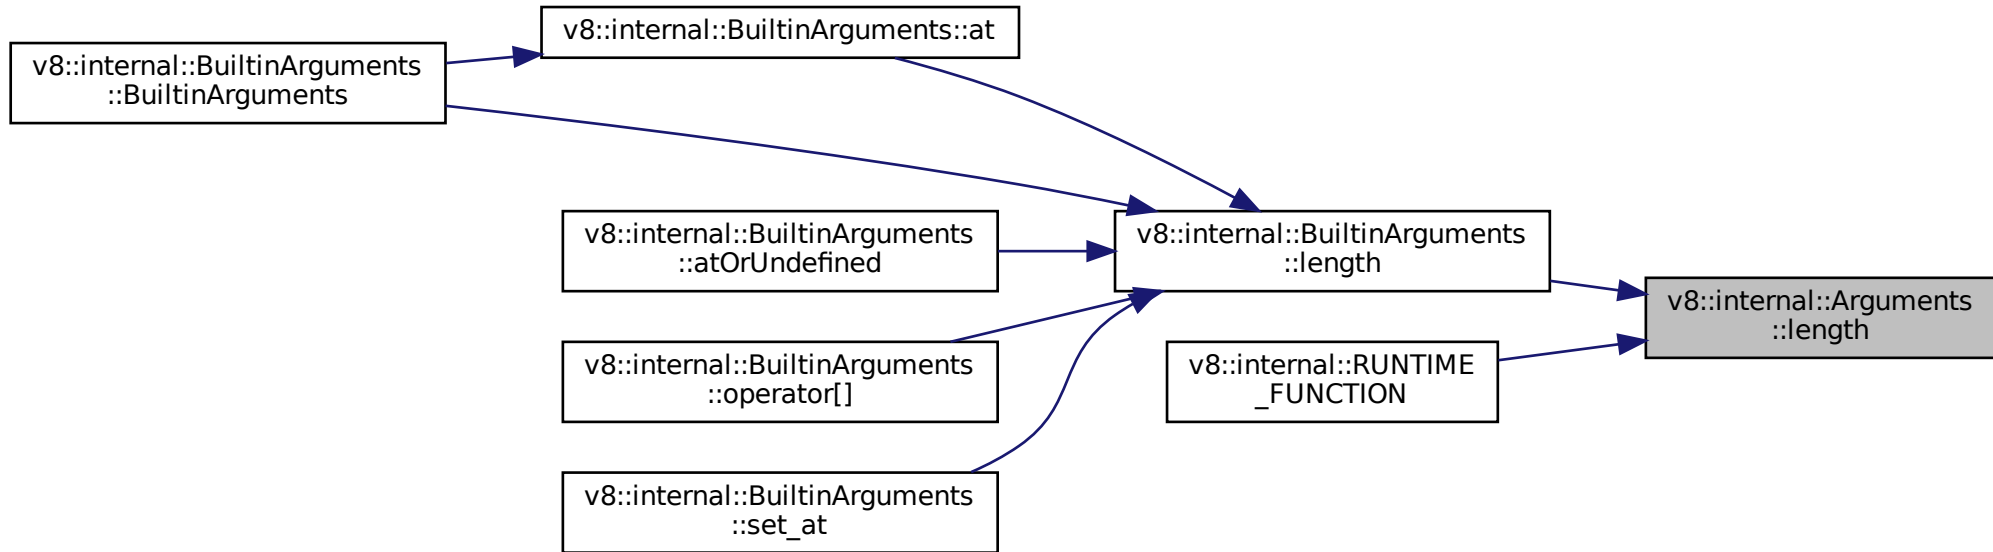 v8::internal::BuiltinArguments::at
v8::internal::BuiltinArguments
::BuiltinArguments
v8::internal::BuiltinArguments
::atOrUndefined
v8::internal::BuiltinArguments
::length
v8::internal::Arguments
::length
v8::internal::BuiltinArguments
::operator[]
v8::internal::RUNTIME
_FUNCTION
v8::internal::BuiltinArguments
::set_at